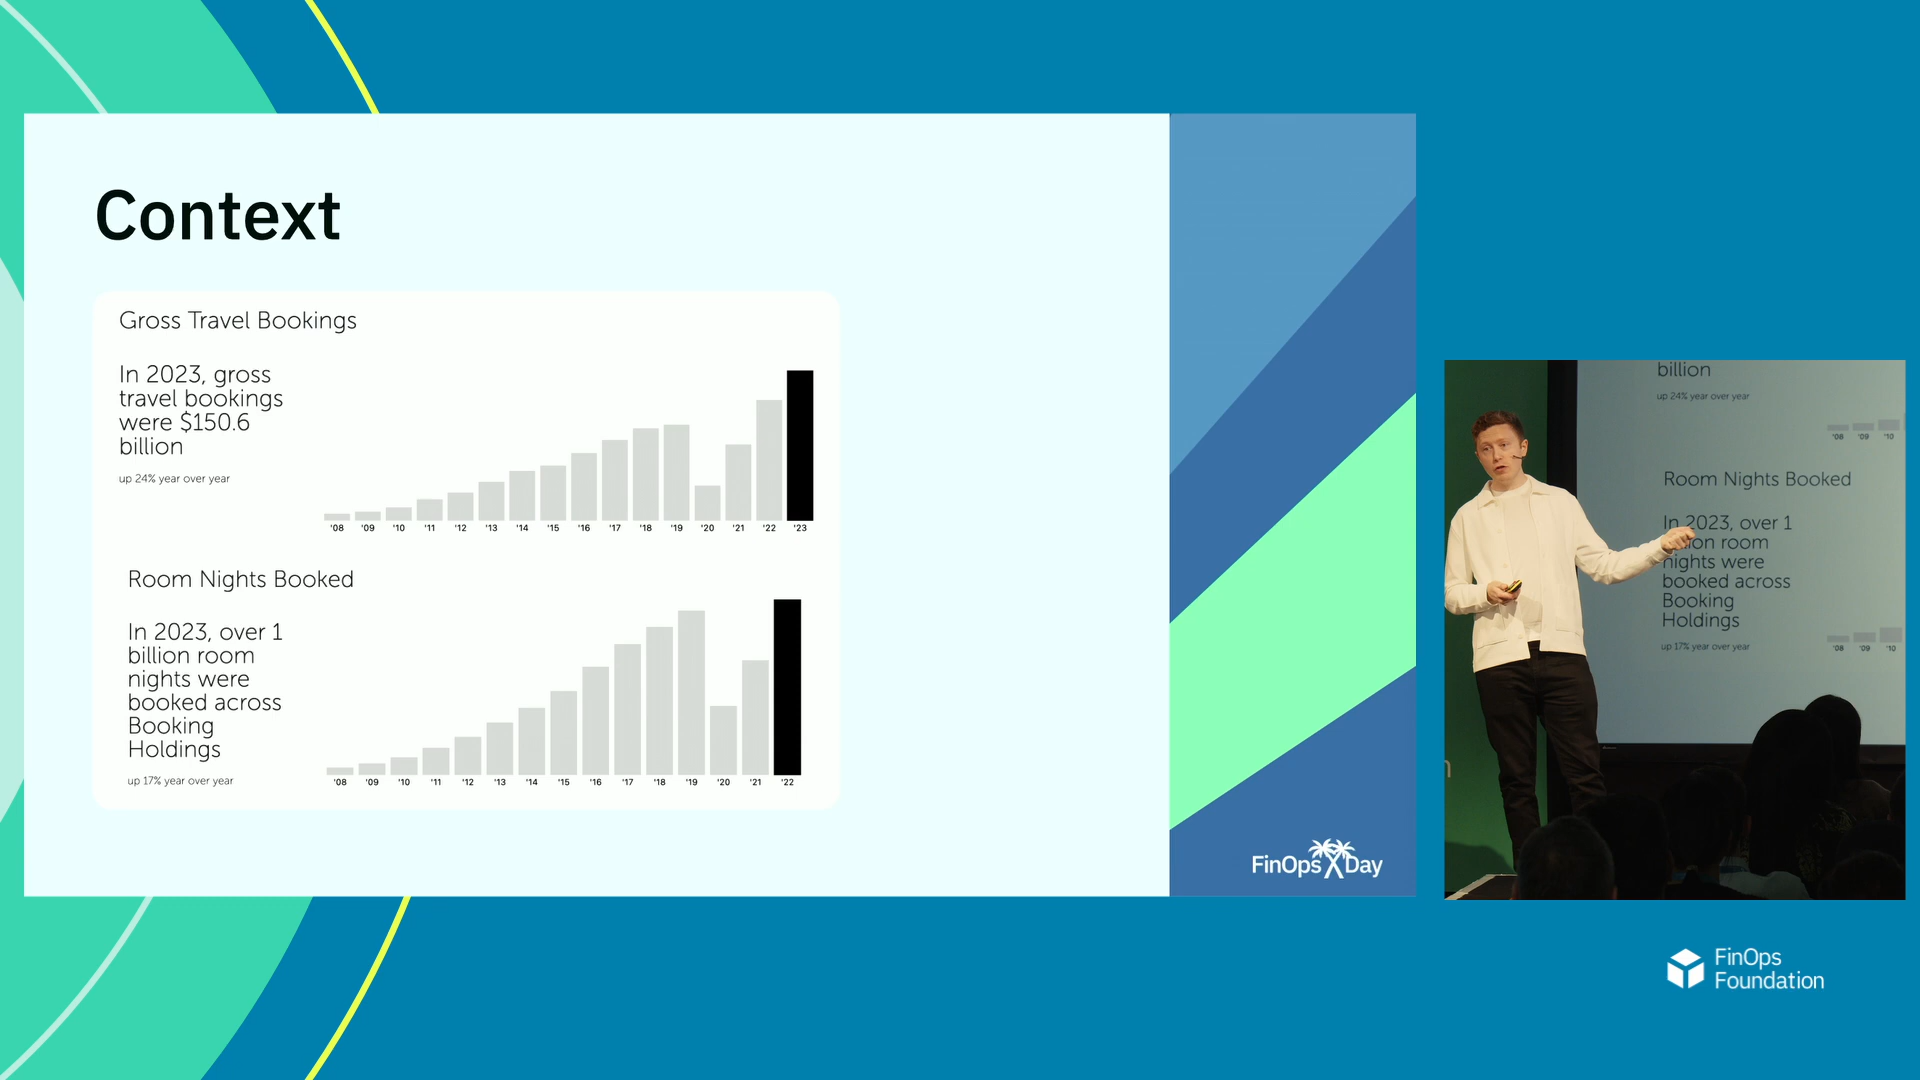 Context
Gross Travel Bookings
In 2023, gross
travel bookings
were $150.6
billion
up 24% year over year
'08 '09 '10 '11 '12 '13 '14 '15 '16 '17 '18 '19 '20 '21 '22 '23
Room Nights Booked
In 2023, over 1
billion room
nights were
booked across
Booking
Holdings
up 17% year over year
'08 '09 '10 '11 '12 '13 '14 '15 '16 '17 '18 '19 '20 '21 '22
FinOps X Day
billion
up 24% year over year
'08 '09 '10
Room Nights Booked
In 2023, over 1
billion room
nights were
booked across
Booking
Holdings
up 17% year over year
'08 '09 '10
FinOps
Foundation